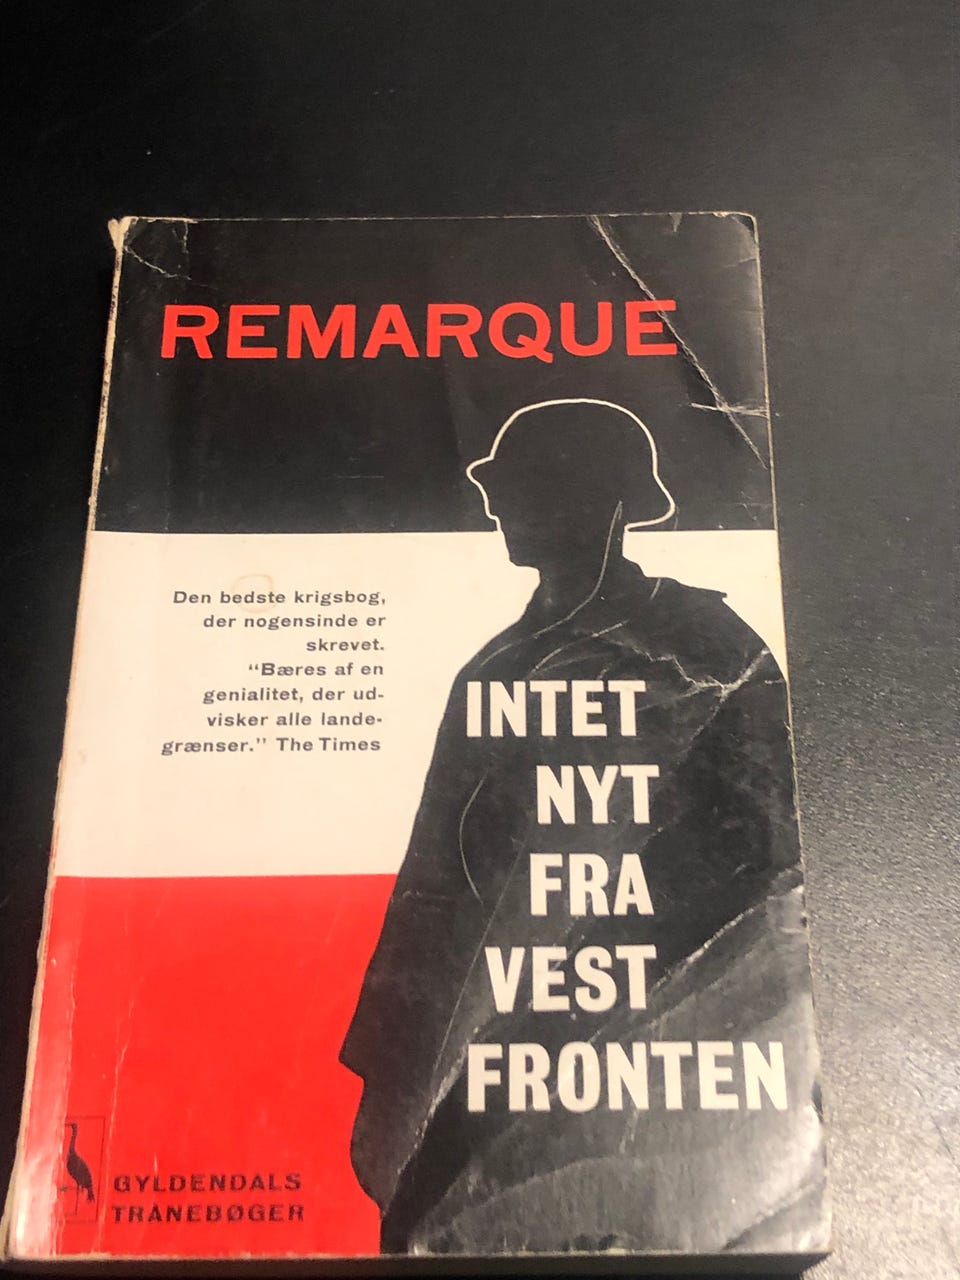 REMARQUE
Den bedste krigsbog,
der nogensinde er
skrevet.
“Bæres af en
genialitet, der ud-
visker alle lande-
grænser.” The Times
INTET
NYT
FRA
VEST
FRONTEN
GYLDENDALS
TRANEBØGER